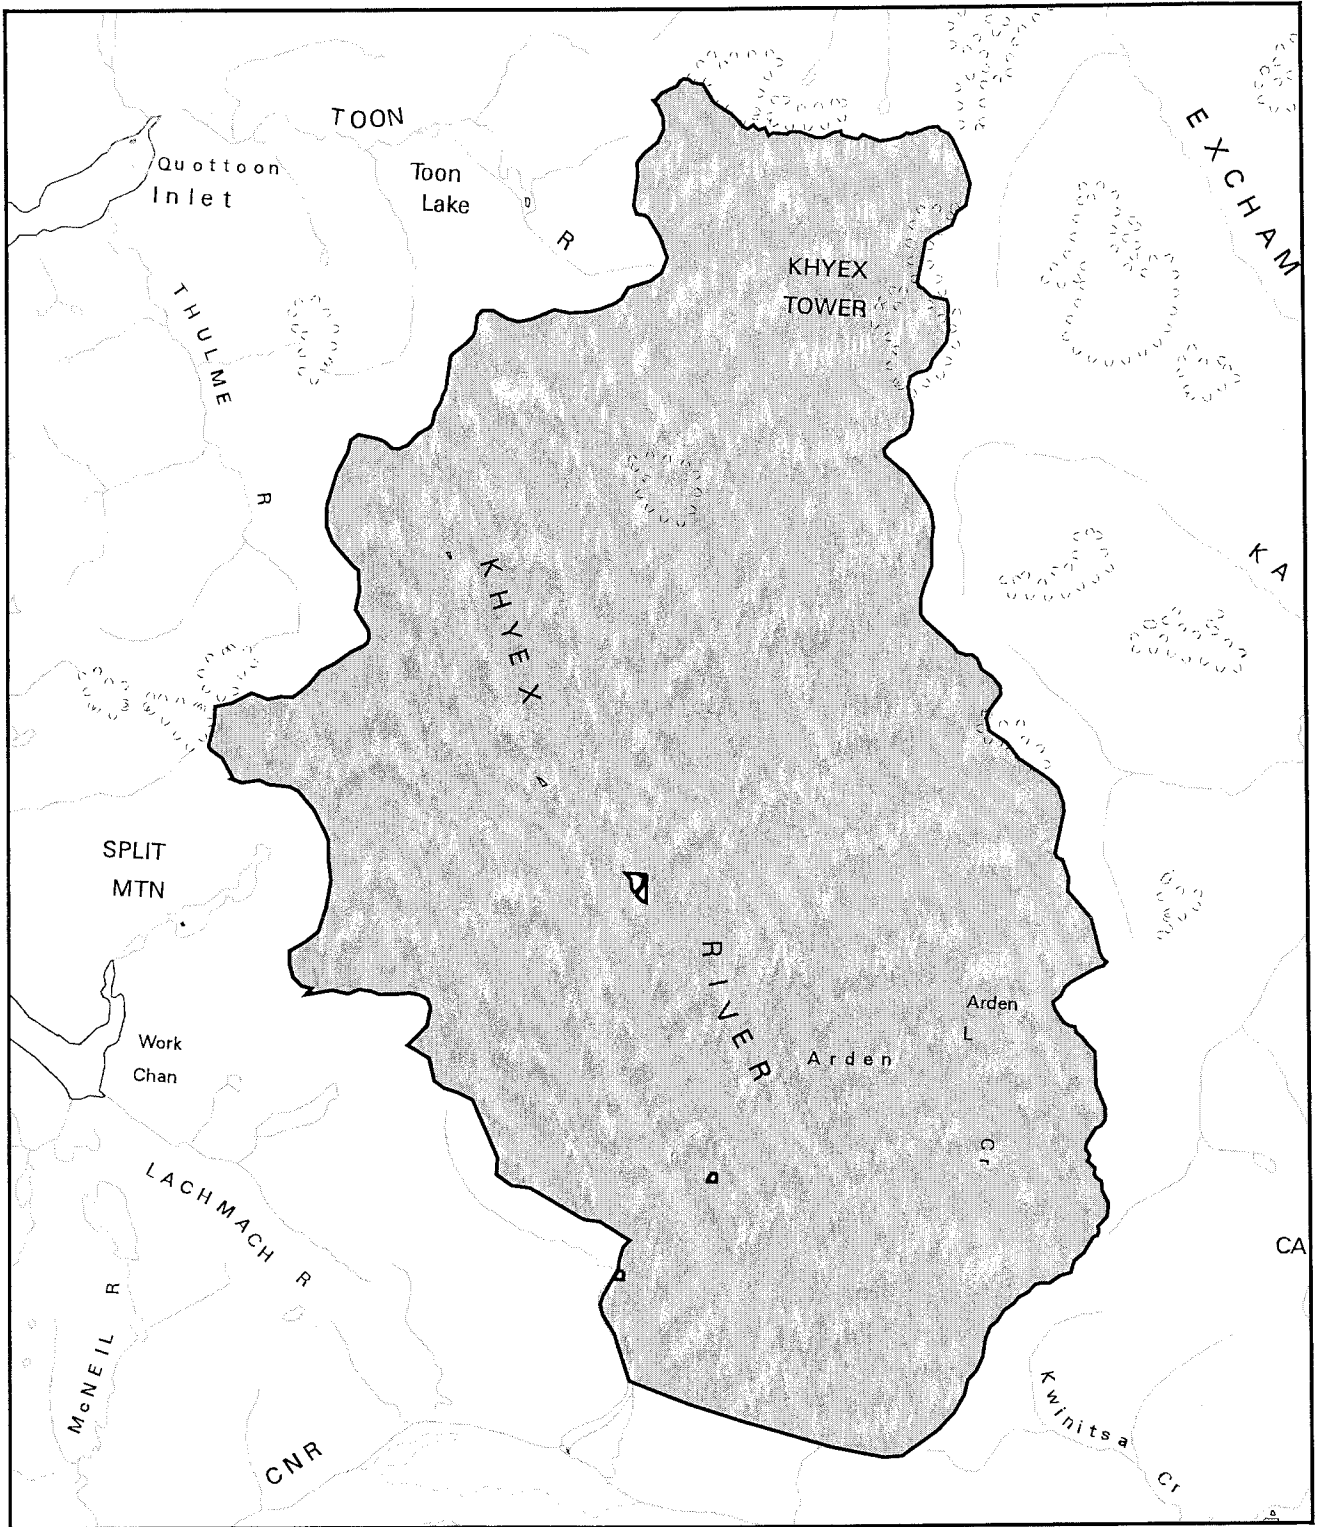 TOON
EXCHAM
Quottoon
Inlet
Toon
Lake
R
KHYEX
TOWER
THULME
R
KHYEX
KA
SPLIT
MTN
RIVER
Arden
L
Arden
Work
Chan
Cr
LACHMACH R
CA
McNEIL R
Kwinitsa
Cr
CNR